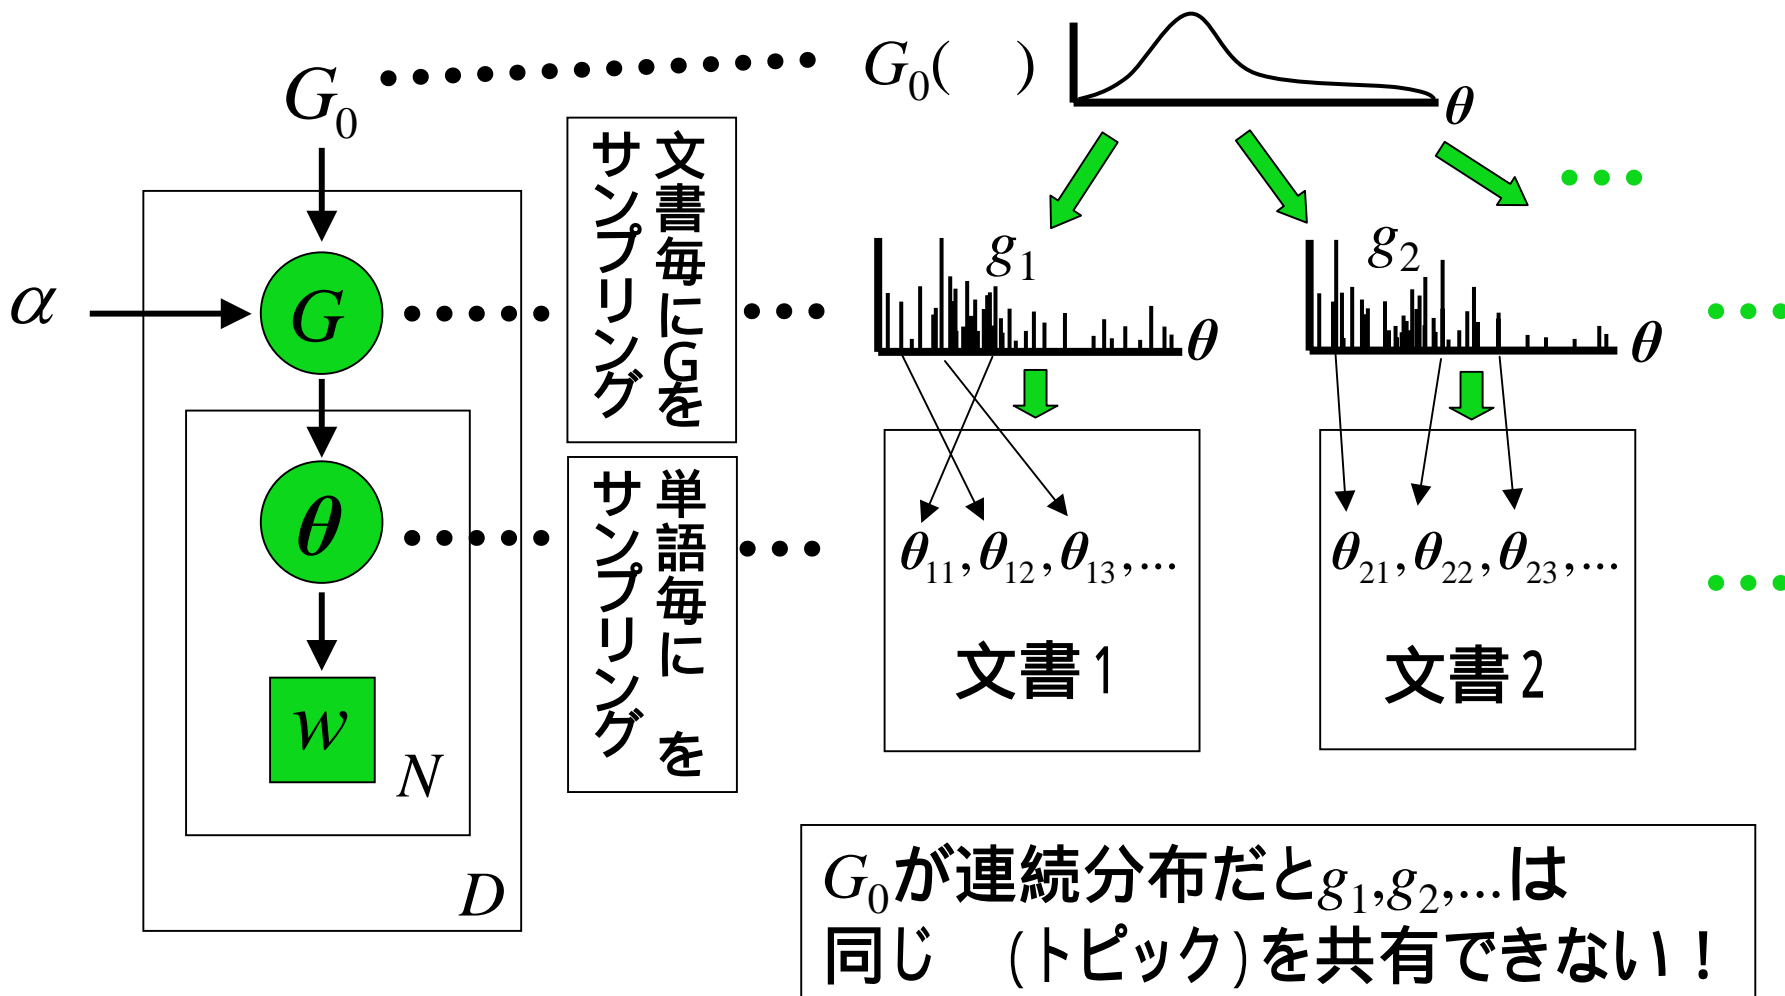 G0
α
G
θ
w
N
D
文書毎にGを
サンプリング
単語毎に を
サンプリング
G0( )
θ
g1
θ
g2
θ
θ11,θ12,θ13,...
文書1
θ21,θ22,θ23,...
文書2
G0が連続分布だとg1,g2,...は
同じ (トピック)を共有できない!